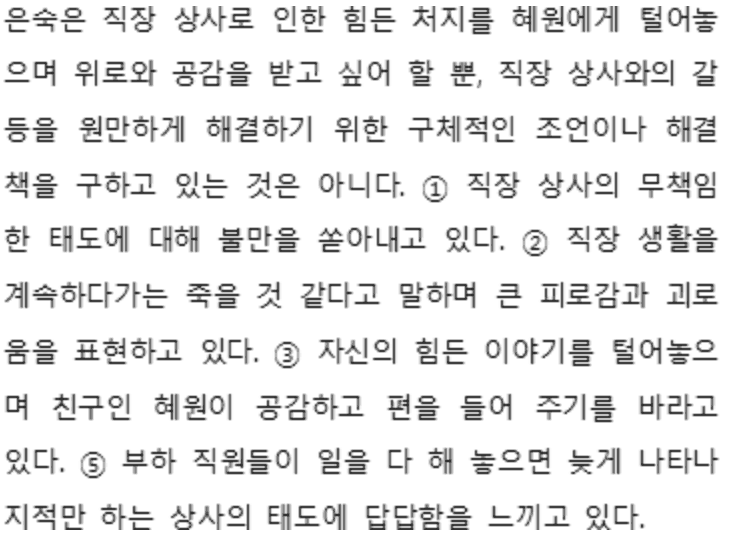 은숙은 직장 상사로 인한 힘든 처지를 혜원에게 털어놓
으며 위로와 공감을 받고 싶어 할 뿐, 직장 상사와의 갈
등을 원만하게 해결하기 위한 구체적인 조언이나 해결
책을 구하고 있는 것은 아니다. ① 직장 상사의 무책임
한 태도에 대해 불만을 쏟아내고 있다. ② 직장 생활을
계속하다가는 죽을 것 같다고 말하며 큰 피로감과 괴로
움을 표현하고 있다. ③ 자신의 힘든 이야기를 털어놓으
며 친구인 혜원이 공감하고 편을 들어 주기를 바라고
있다. ⑤ 부하 직원들이 일을 다 해 놓으면 늦게 나타나
지적만 하는 상사의 태도에 답답함을 느끼고 있다.